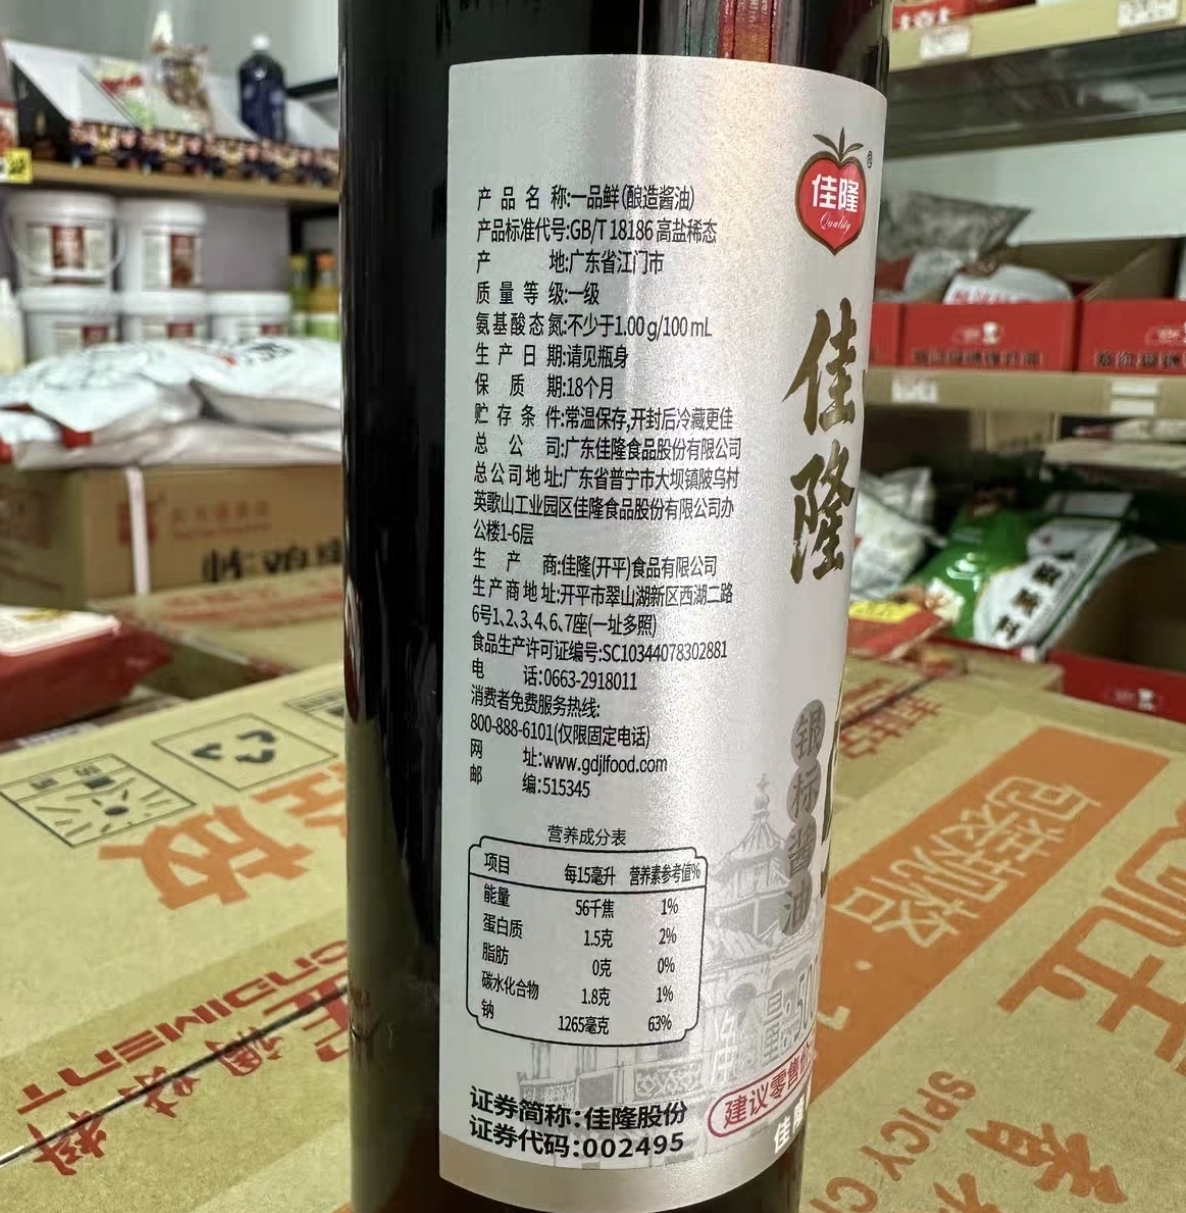 产品名称:一品鲜(酿造酱油)
产品标准代号:GB/T 18186 高盐稀态
产地:广东省江门市
质量等级:一级
氨基酸态氮:不少于1.00 g/100 mL
生产日期:请见瓶身
保质期:18个月
贮存条件:常温保存,开封后冷藏更佳
总公司:广东佳隆食品股份有限公司
总公司地址:广东省普宁市大坝镇陂乌村
英歌山工业园区佳隆食品股份有限公司办
公楼1-6层
生产商:佳隆(开平)食品有限公司
生产商地址:开平市翠山湖新区西湖二路
6号1、2、3、4、6、7座(一址多照)
食品生产许可证编号:SC10344078302881
电话:0663-2918011
消费者免费服务热线:
800-888-6101(仅限固定电话)
网址:www.gdjlfood.com
邮编:515345
营养成分表
项目 每15毫升 营养素参考值%
能量 56千焦 1%
蛋白质 1.5克 2%
脂肪 0克 0%
碳水化合物 1.8克 1%
钠 1265毫克 63%
证券简称:佳隆股份
证券代码:002495
佳隆
Quality
佳隆
银标酱油
建议零售
佳
包装规格
SPICY